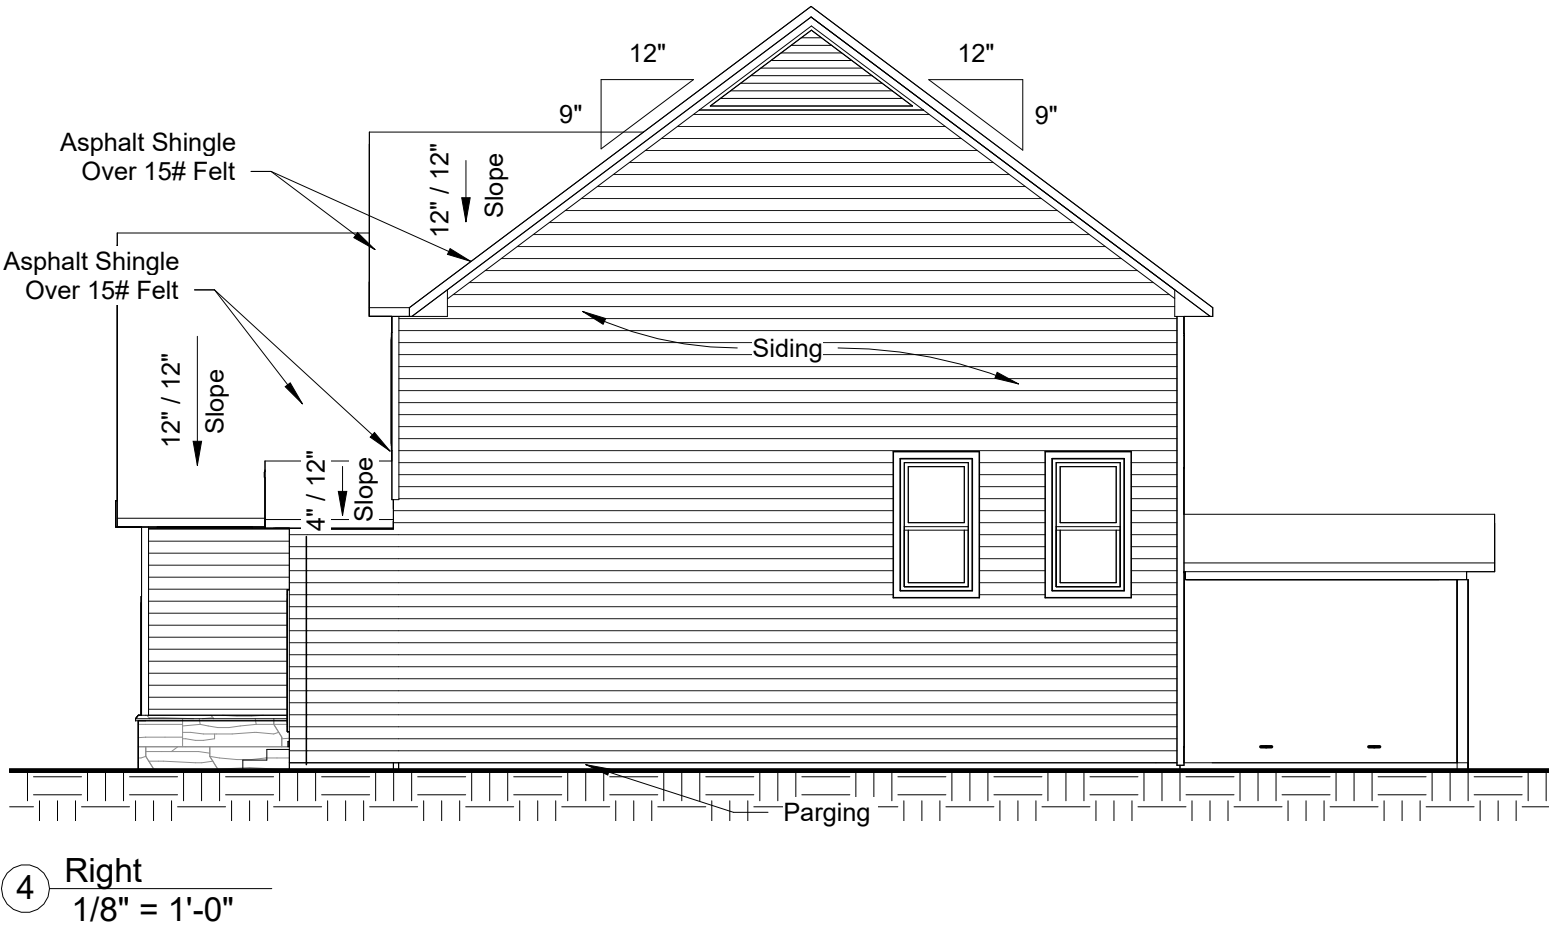 12"
12"
9"
9"
Asphalt Shingle
Over 15# Felt
12" / 12"
Slope
Asphalt Shingle
Over 15# Felt
Siding
12" / 12"
Slope
4" / 12"
Slope
Parging
4
Right
1/8" = 1'-0"